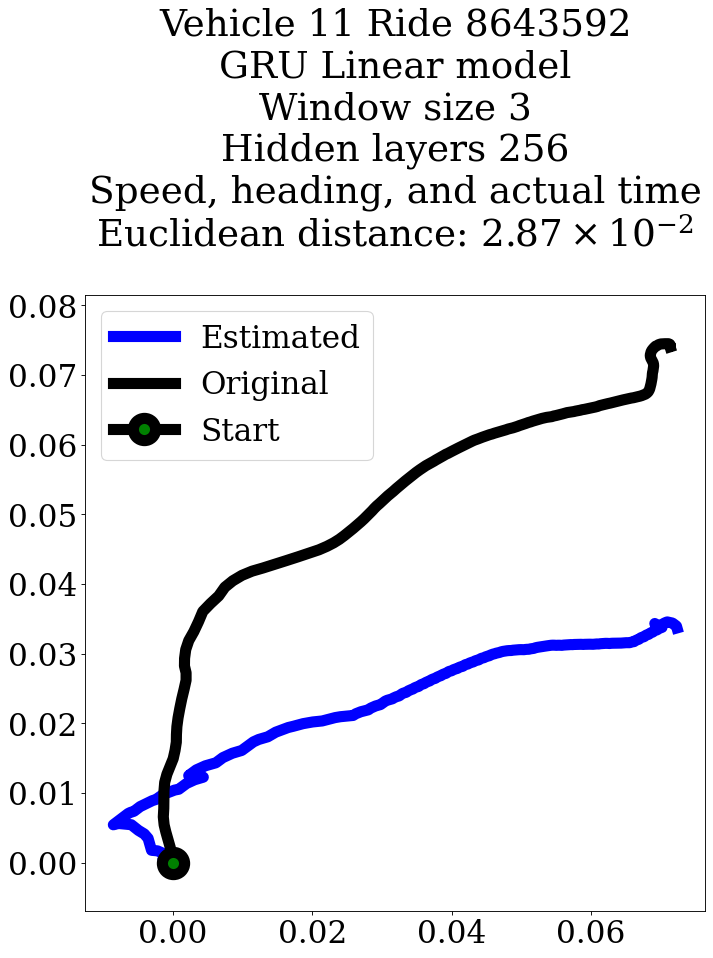 Vehicle 11 Ride 8643592
GRU Linear model
Window size 3
Hidden layers 256
Speed, heading, and actual time
Euclidean distance: 2.87 × 10⁻²
0.08
0.07
0.06
0.05
0.04
0.03
0.02
0.01
0.00
Estimated
Original
Start
0.00 0.02 0.04 0.06